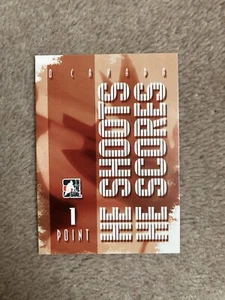 O CANADA
HE SHOOTS
HE SCORES
1
POINT